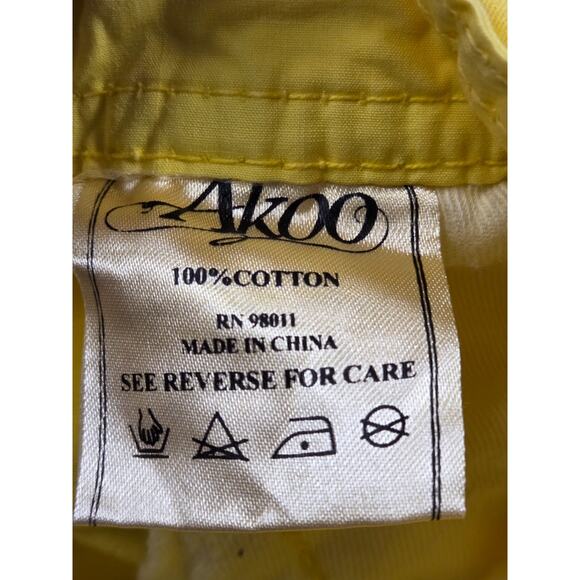 Akoo
100%COTTON
RN 98011
MADE IN CHINA
SEE REVERSE FOR CARE